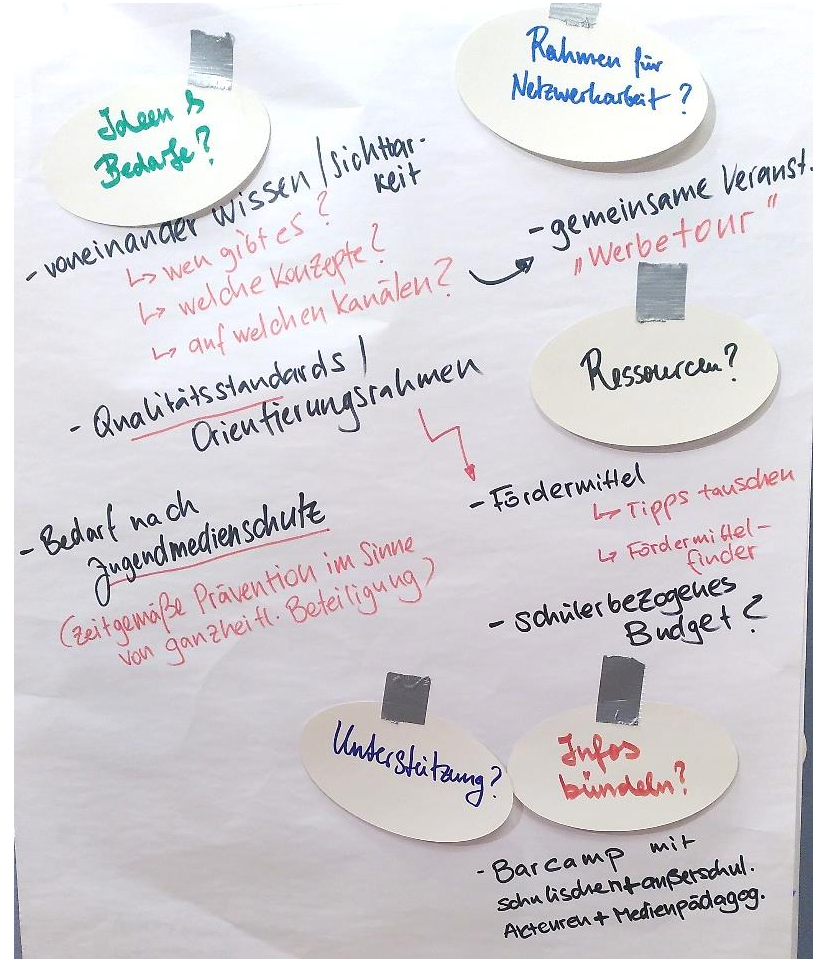 Ideen &
Bedarfe?
- voneinander wissen / Sichtbar-
keit
↳ wen gibt es?
↳ welche Konzepte?
↳ auf welchen Kanälen?
- Qualitätsstandards /
Orientierungsrahmen
- Bedarf nach
Jugendmedienschutz
(zeitgemäße Prävention im Sinne
von ganzheitl. Beteiligung)
Rahmen für
Netzwerkarbeit?
- gemeinsame Veranst.
„Werbetour"
Ressourcen?
- Fördermittel
↳ Tipps tauschen
↳ Fördermittel-
finder
- schülerbezogenes
Budget?
Unterstützung?
Infos
bündeln?
- Barcamp mit
schulischen + außerschul.
Akteuren + Medienpädagog.